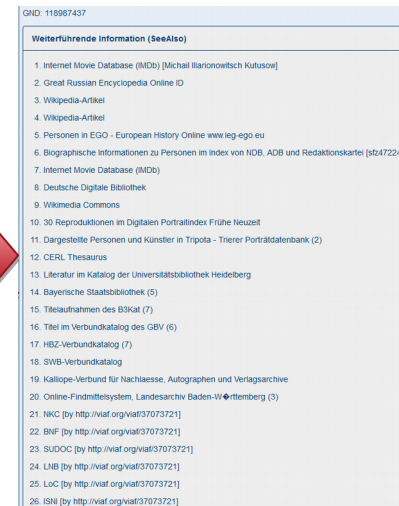 GND: 118967437
Weiterführende Information (SeeAlso)
1. Internet Movie Database (IMDb) [Michail Illarionowitsch Kutusow]
2. Great Russian Encyclopedia Online ID
3. Wikipedia-Artikel
4. Wikipedia-Artikel
5. Personen in EGO - European History Online www.ieg-ego.eu
6. Biographische Informationen zu Personen im Index von NDB, ADB und Redaktionskartei [sfz47224
7. Internet Movie Database (IMDb)
8. Deutsche Digitale Bibliothek
9. Wikimedia Commons
10. 30 Reproduktionen im Digitalen Portraitindex Frühe Neuzeit
11. Dargestellte Personen und Künstler in Tripota - Trierer Porträtdatenbank (2)
12. CERL Thesaurus
13. Literatur im Katalog der Universitätsbibliothek Heidelberg
14. Bayerische Staatsbibliothek (5)
15. Titelaufnahmen des B3Kat (7)
16. Titel im Verbundkatalog des GBV (6)
17. HBZ-Verbundkatalog (7)
18. SWB-Verbundkatalog
19. Kalliope-Verbund für Nachlaesse, Autographen und Verlagsarchive
20. Online-Findmittelsystem, Landesarchiv Baden-W�rttemberg (3)
21. NKC [by http://viaf.org/viaf/37073721]
22. BNF [by http://viaf.org/viaf/37073721]
23. SUDOC [by http://viaf.org/viaf/37073721]
24. LNB [by http://viaf.org/viaf/37073721]
25. LoC [by http://viaf.org/viaf/37073721]
26. ISNI [by http://viaf.org/viaf/37073721]